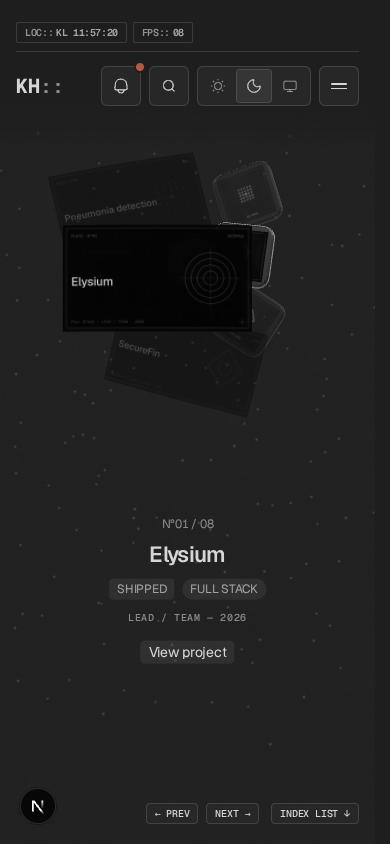 LOC:: KL 11:57:20 FPS:: 08
KH::
Pneumonia detection
Elysium
SecureFin
N°01 / 08
Elysium
SHIPPED FULL STACK
LEAD / TEAM — 2026
View project
N
← PREV NEXT → INDEX LIST ↓